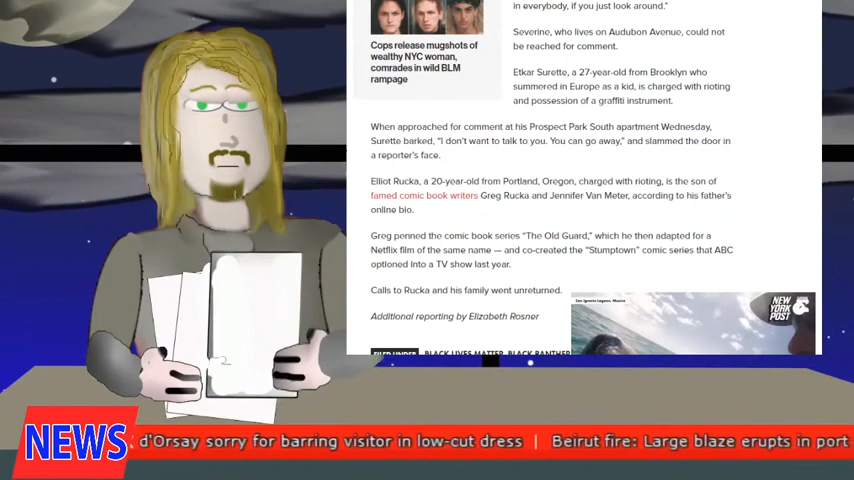 in everybody, if you just look around."
Cops release mugshots of
wealthy NYC woman,
comrades in wild BLM
rampage
Severine, who lives on Audubon Avenue, could not
be reached for comment.
Etkar Surette, a 27-year-old from Brooklyn who
summered in Europe as a kid, is charged with rioting
and possession of a graffiti instrument.
When approached for comment at his Prospect Park South apartment Wednesday,
Surette barked, “I don’t want to talk to you. You can go away,” and slammed the door in
a reporter’s face.
Elliot Rucka, a 20-year-old from Portland, Oregon, charged with rioting, is the son of
famed comic book writers Greg Rucka and Jennifer Van Meter, according to his father’s
online bio.
Greg penned the comic book series “The Old Guard,” which he then adapted for a
Netflix film of the same name — and co-created the “Stumptown” comic series that ABC
optioned into a TV show last year.
Calls to Rucka and his family went unreturned.
Additional reporting by Elizabeth Rosner
San Ignacio Lagoon, Mexico
NEW
YORK
POST
FILED UNDER BLACK LIVES MATTER, BLACK PANTHER
2
NEWS
d'Orsay sorry for barring visitor in low-cut dress | Beirut fire: Large blaze erupts in port